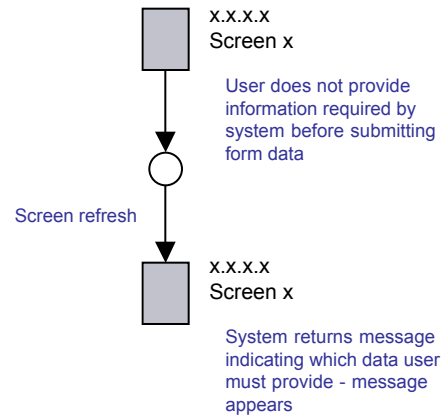 x.x.x.x
Screen x
User does not provide
information required by
system before submitting
form data
Screen refresh
x.x.x.x
Screen x
System returns message
indicating which data user
must provide - message
appears